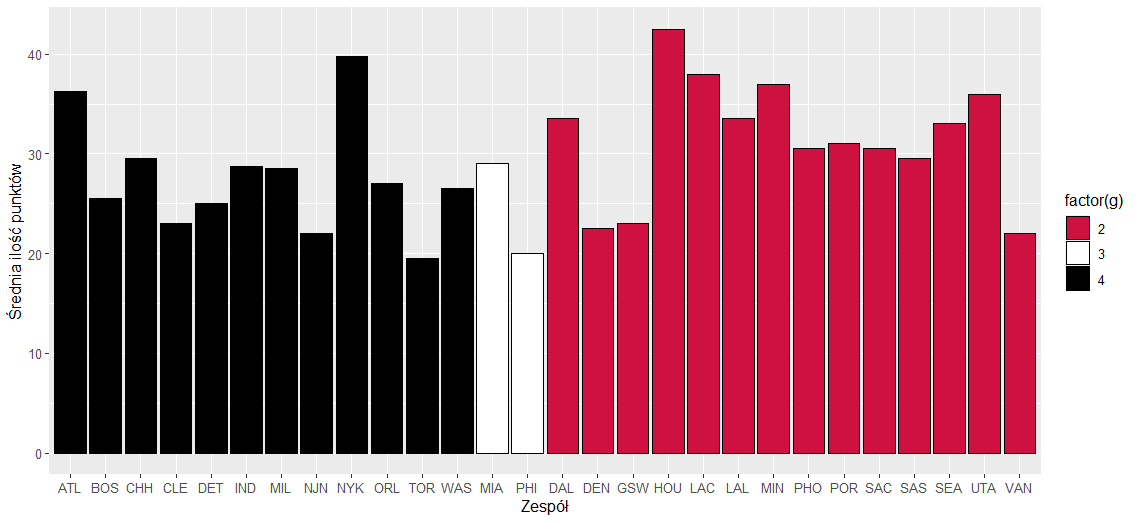 Średnia ilość punktów
40
30
20
10
0
ATL BOS CHH CLE DET IND MIL NJN NYK ORL TOR WAS MIA PHI DAL DEN GSW HOU LAC LAL MIN PHO POR SAC SAS SEA UTA VAN
Zespół
factor(g)
2
3
4